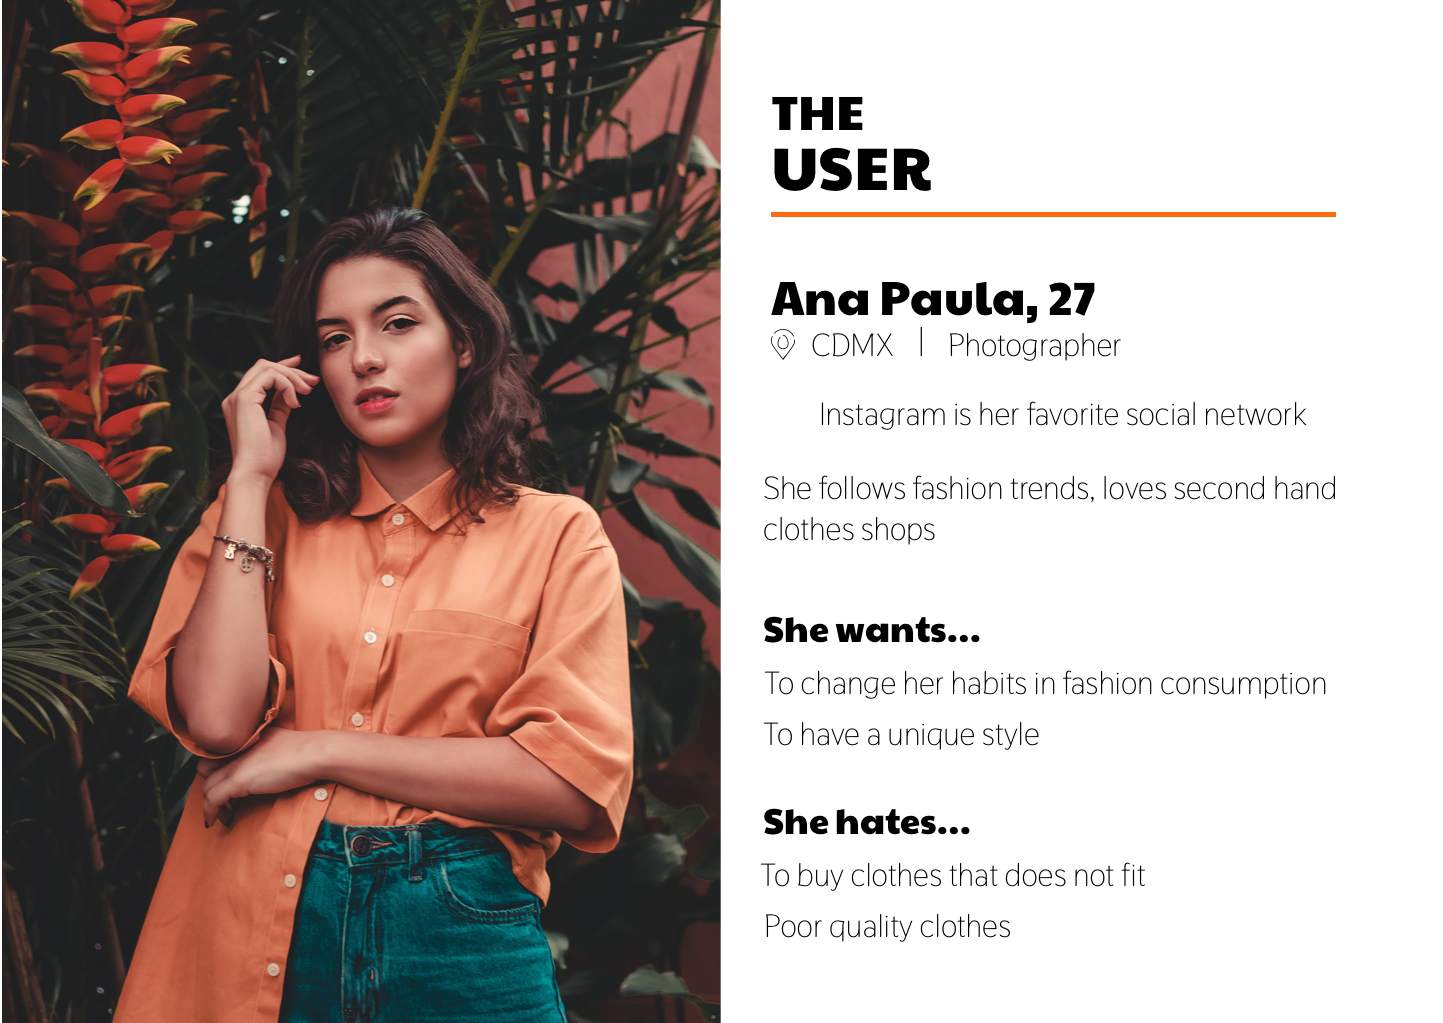 THE
USER
Ana Paula, 27
CDMX | Photographer
Instagram is her favorite social network
She follows fashion trends, loves second hand
clothes shops
She wants...
To change her habits in fashion consumption
To have a unique style
She hates...
To buy clothes that does not fit
Poor quality clothes